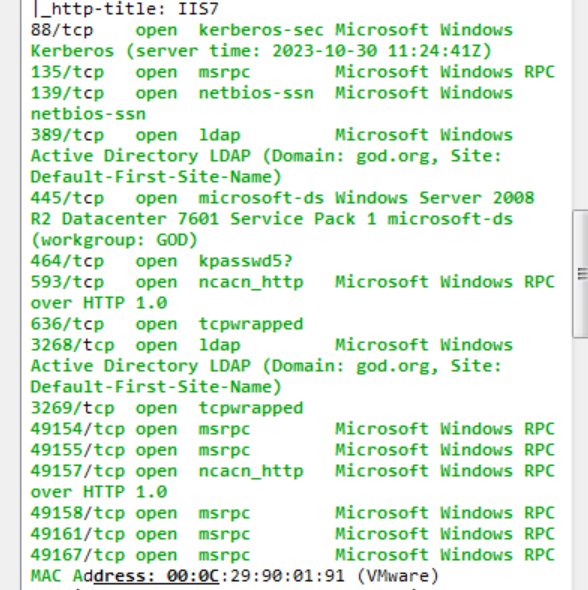 |_http-title: IIS7
88/tcp    open  kerberos-sec Microsoft Windows
Kerberos (server time: 2023-10-30 11:24:41Z)
135/tcp   open  msrpc        Microsoft Windows RPC
139/tcp   open  netbios-ssn  Microsoft Windows
netbios-ssn
389/tcp   open  ldap         Microsoft Windows
Active Directory LDAP (Domain: god.org, Site:
Default-First-Site-Name)
445/tcp   open  microsoft-ds Windows Server 2008
R2 Datacenter 7601 Service Pack 1 microsoft-ds
(workgroup: GOD)
464/tcp   open  kpasswd5?
593/tcp   open  ncacn_http   Microsoft Windows RPC
over HTTP 1.0
636/tcp   open  tcpwrapped
3268/tcp  open  ldap         Microsoft Windows
Active Directory LDAP (Domain: god.org, Site:
Default-First-Site-Name)
3269/tcp  open  tcpwrapped
49154/tcp open  msrpc        Microsoft Windows RPC
49155/tcp open  msrpc        Microsoft Windows RPC
49157/tcp open  ncacn_http   Microsoft Windows RPC
over HTTP 1.0
49158/tcp open  msrpc        Microsoft Windows RPC
49161/tcp open  msrpc        Microsoft Windows RPC
49167/tcp open  msrpc        Microsoft Windows RPC
MAC Address: 00:0C:29:90:01:91 (VMware)